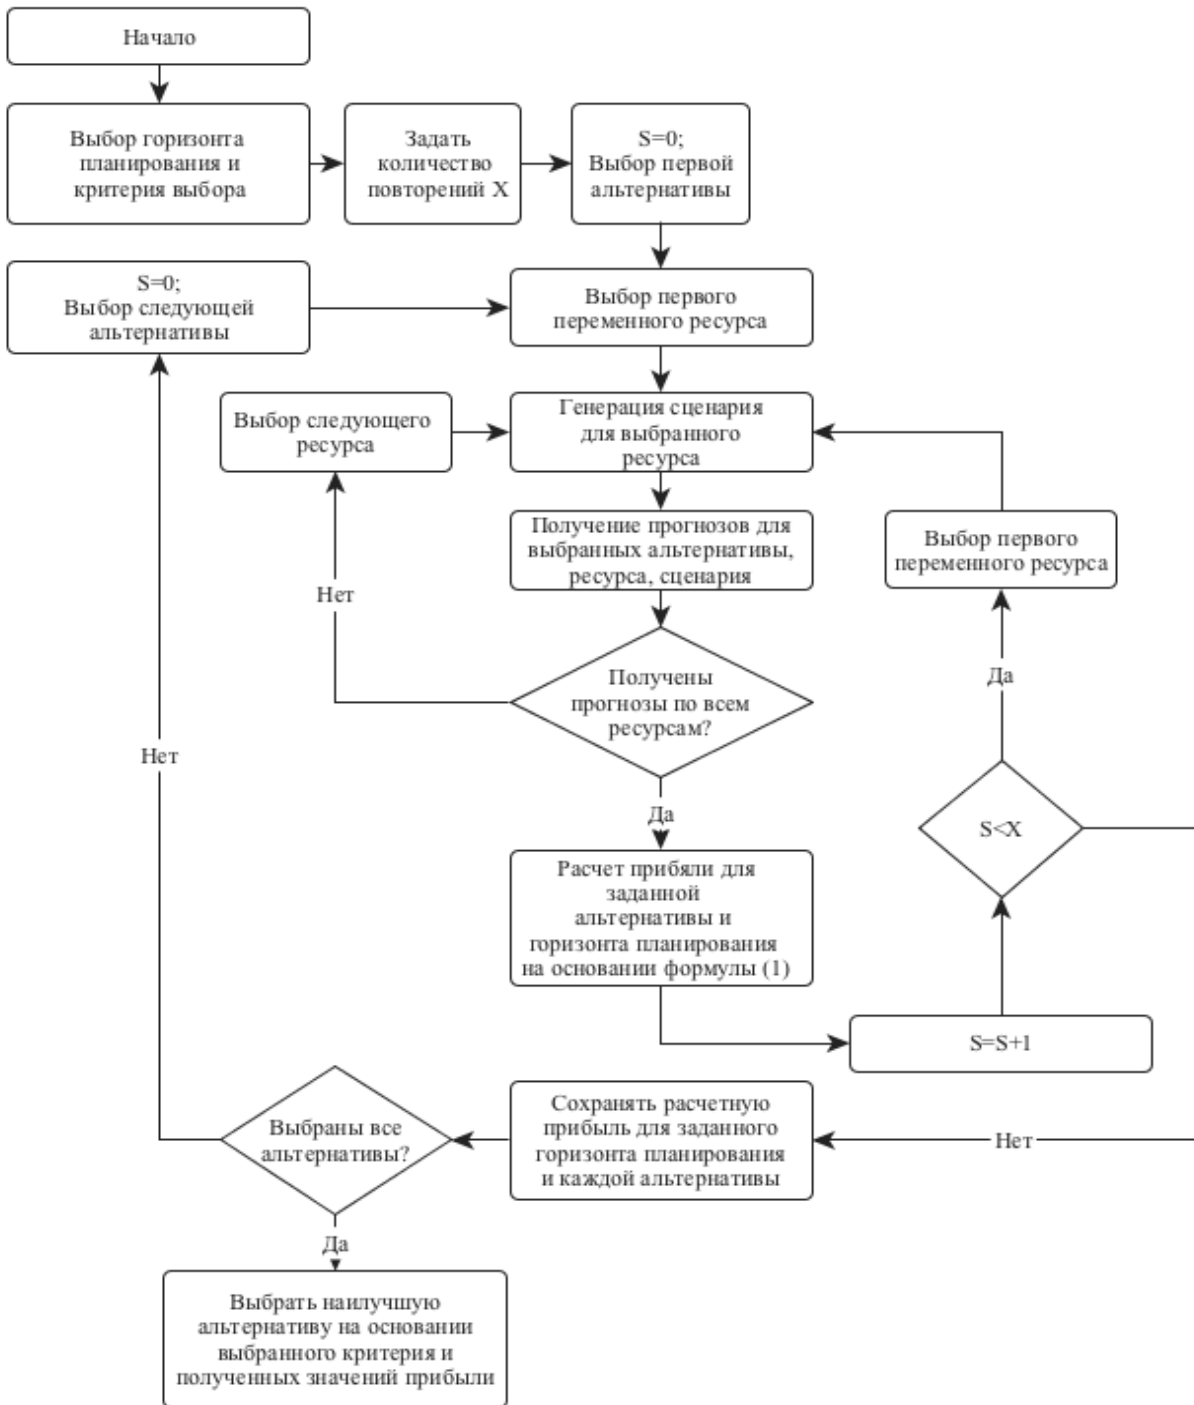 Начало
Выбор горизонта
планирования и
критерия выбора
Задать
количество
повторений X
S=0;
Выбор первой
альтернативы
S=0;
Выбор следующей
альтернативы
Выбор первого
переменного ресурса
Выбор следующего
ресурса
Генерация сценария
для выбранного
ресурса
Получение прогнозов для
выбранных альтернативы,
ресурса, сценария
Выбор первого
переменного ресурса
Нет
Получены
прогнозы по всем
ресурсам?
Да
Нет
Да
S<X
Расчет прибяли для
заданной
альтернативы и
горизонта планирования
на основании формулы (1)
S=S+1
Выбраны все
альтернативы?
Сохранять расчетную
прибыль для заданного
горизонта планирования
и каждой альтернативы
Нет
Да
Выбрать наилучшую
альтернативу на основании
выбранного критерия и
полученных значений прибыли